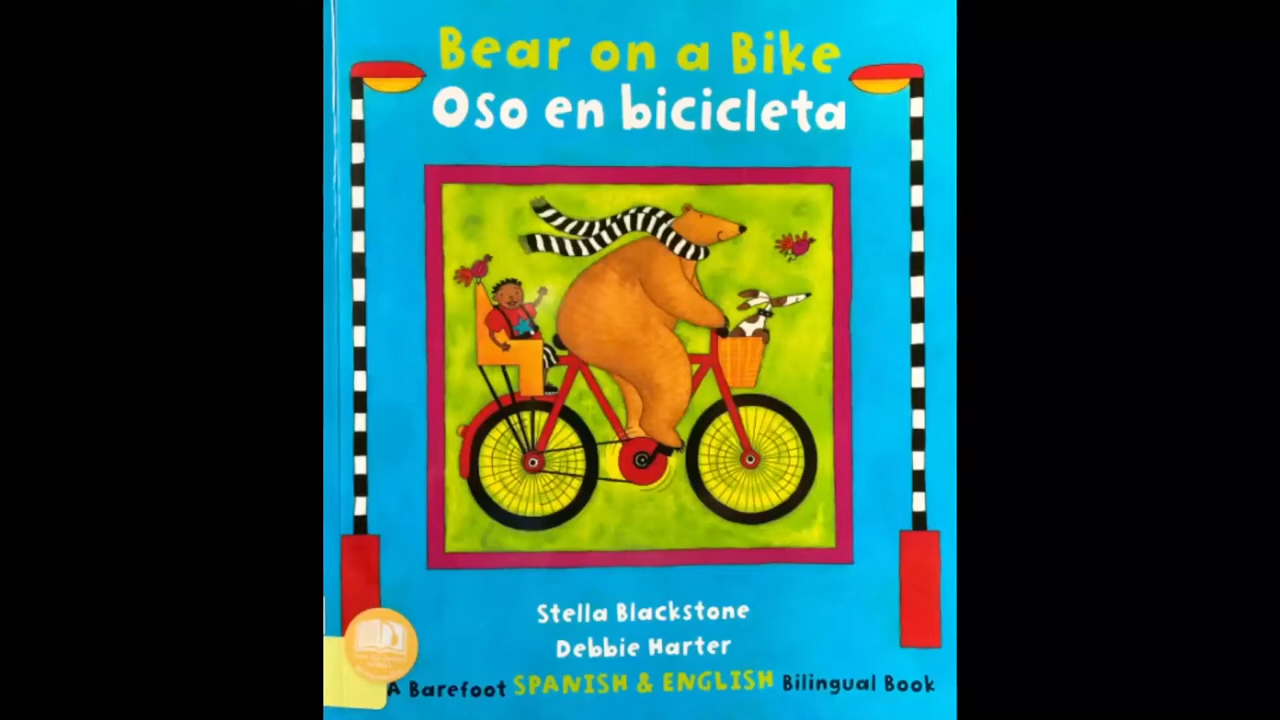 Bear on a Bike
Oso en bicicleta
Stella Blackstone
Debbie Harter
A Barefoot SPANISH & ENGLISH Bilingual Book